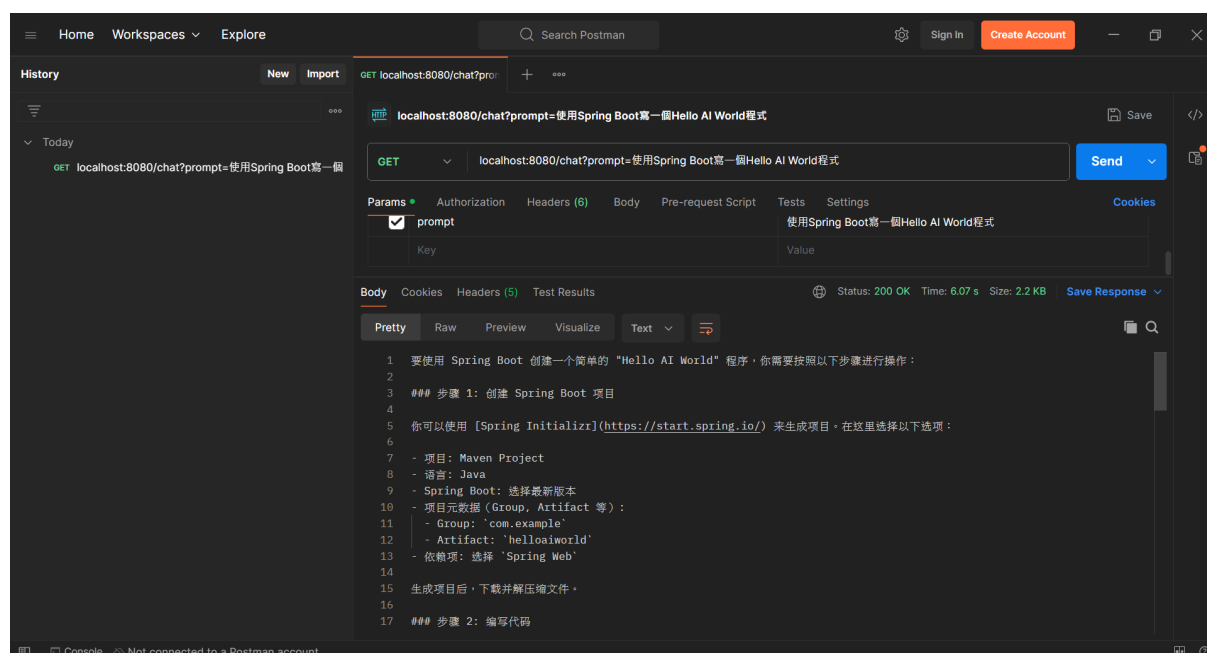 Home Workspaces Explore Search Postman Sign In Create Account
History New Import GET localhost:8080/chat?pro
Today
GET localhost:8080/chat?prompt=使用Spring Boot寫一個
HTTP localhost:8080/chat?prompt=使用Spring Boot寫一個Hello AI World程式 Save
GET localhost:8080/chat?prompt=使用Spring Boot寫一個Hello AI World程式 Send
Params Authorization Headers (6) Body Pre-request Script Tests Settings Cookies
prompt 使用Spring Boot寫一個Hello AI World程式
Key Value
Body Cookies Headers (5) Test Results Status: 200 OK Time: 6.07 s Size: 2.2 KB Save Response
Pretty Raw Preview Visualize Text
1 要使用 Spring Boot 创建一个简单的 "Hello AI World" 程序，你需要按照以下步骤进行操作：
2
3 ### 步骤 1: 创建 Spring Boot 项目
4
5 你可以使用 [Spring Initializr](https://start.spring.io/) 来生成项目。在这里选择以下选项：
6
7 - 项目: Maven Project
8 - 语言: Java
9 - Spring Boot: 选择最新版本
10 - 项目元数据（Group, Artifact 等）:
11 - Group: `com.example`
12 - Artifact: `helloaiworld`
13 - 依赖项: 选择 `Spring Web`
14
15 生成项目后，下载并解压缩文件。
16
17 ### 步骤 2: 编写代码
Console Not connected to a Postman account